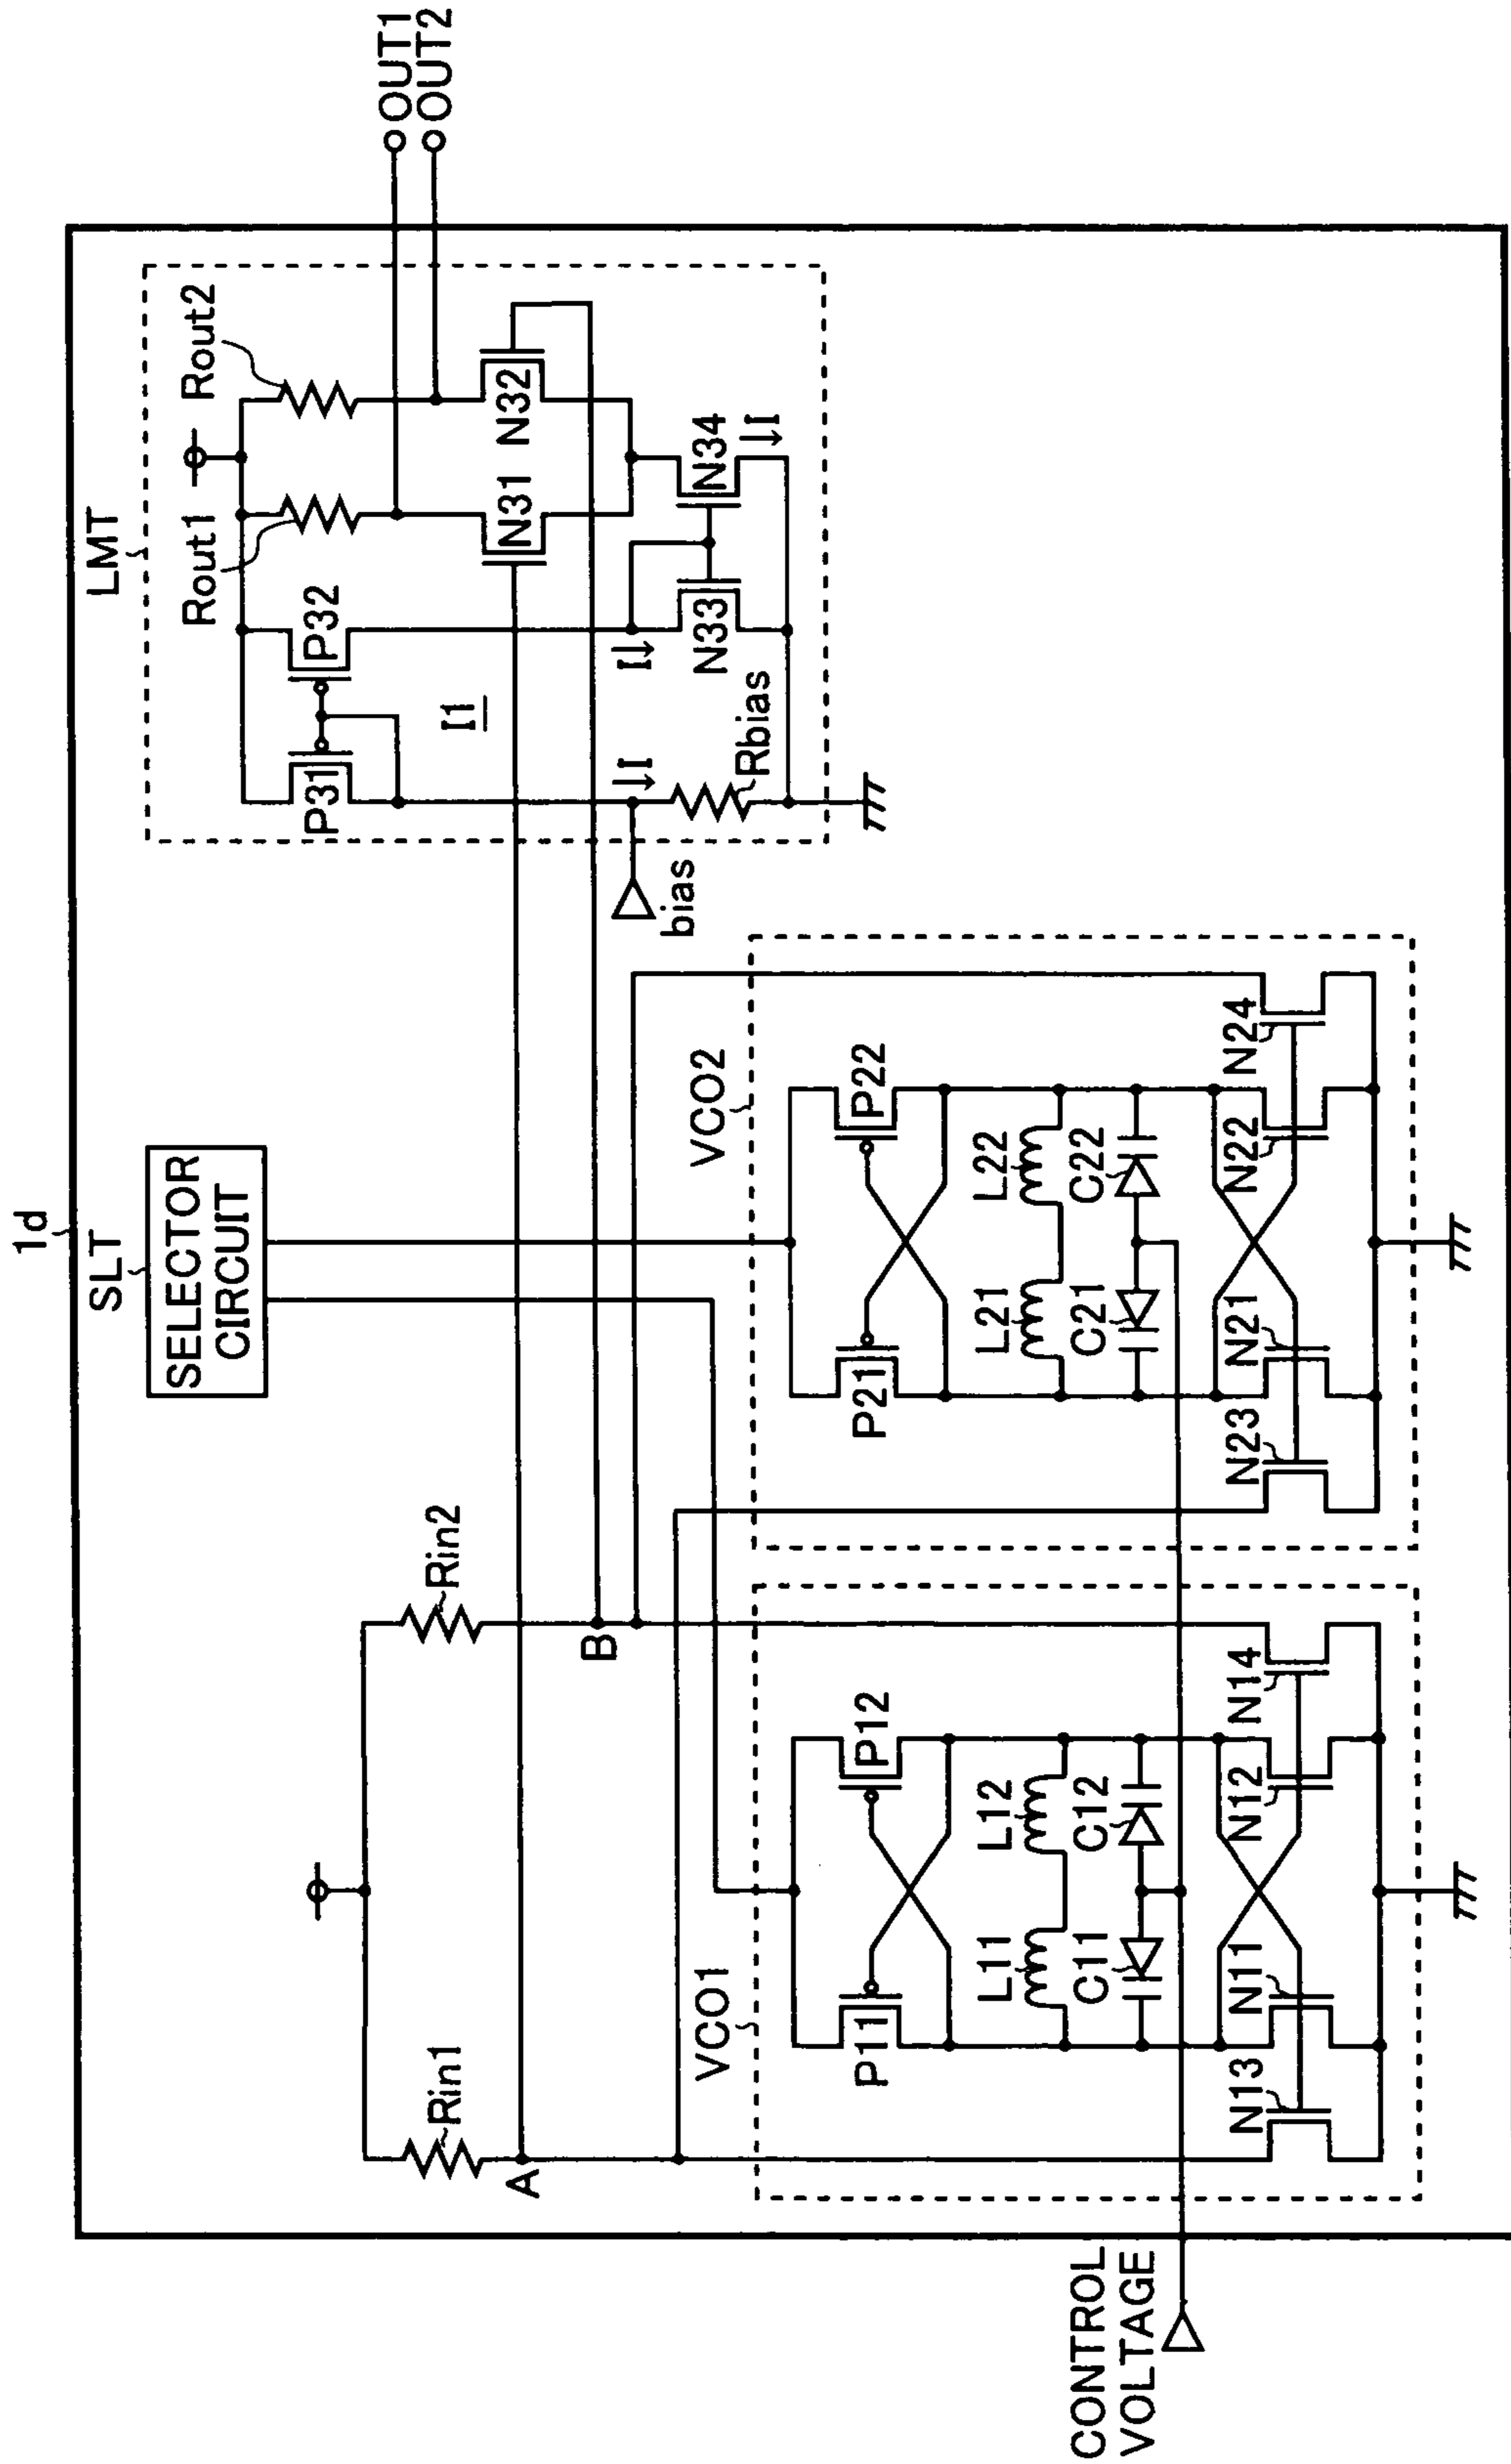 1d
SLT
SELECTOR
CIRCUIT
LMT
Rout1
Rout2
OUT1
OUT2
P31
P32
I1
N31
N32
I
I
I
N33
N34
Rbias
bias
Rin1
Rin2
A
B
VCO1
P11
P12
L11
L12
C11
C12
N13
N11
N12
N14
VCO2
P21
P22
L21
L22
C21
C22
N23
N21
N22
N24
CONTROL
VOLTAGE